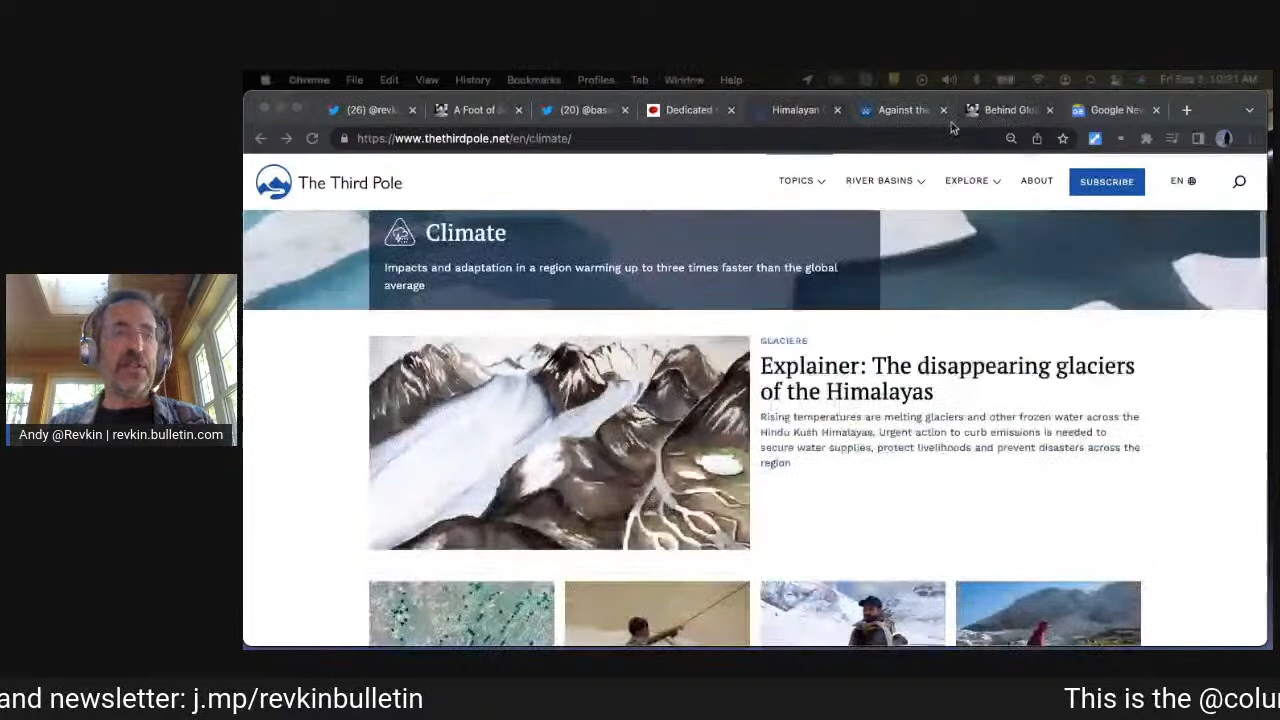 Chrome File Edit View History Bookmarks Profiles Tab Window Help
Fri Sep
AM
(26) @revk
A Foot of
(20) @bas
Dedicated
Himalayan
Against the
Behind Glo
Google Nev
https://www.thethirdpole.net/en/climate/
The Third Pole
TOPICS
RIVER BASINS
EXPLORE
ABOUT
SUBSCRIBE
EN
Climate
Impacts and adaptation in a region warming up to three times faster than the global
average
GLACIERS
Explainer: The disappearing glaciers
of the Himalayas
Rising temperatures are melting glaciers and other frozen water across the
Hindu Kush Himalayas. Urgent action to curb emissions is needed to
secure water supplies, protect livelihoods and prevent disasters across the
region
Andy @Revkin | revkin.bulletin.com
and newsletter: j.mp/revkinbulletin
This is the @colu